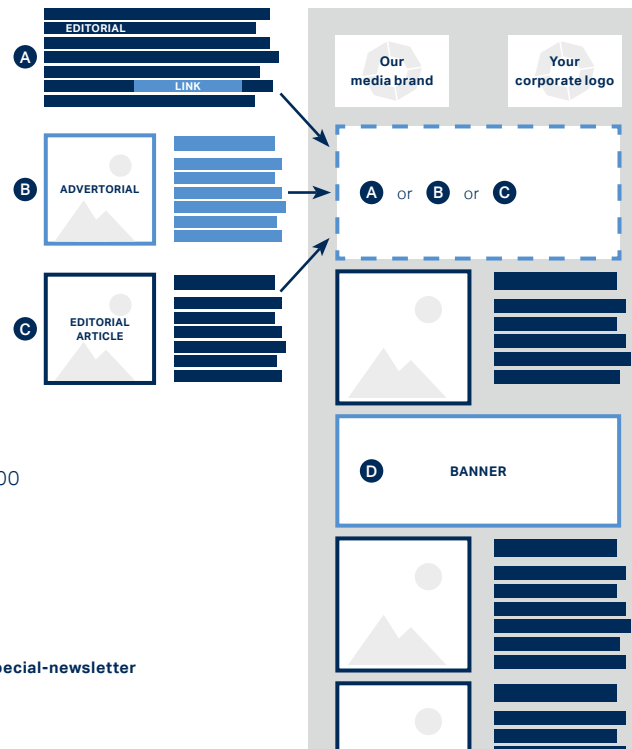 EDITORIAL
A
LINK
B
ADVERTORIAL
C
EDITORIAL
ARTICLE
00
pecial-newsletter
Our
media brand
Your
corporate logo
A or B or C
D BANNER